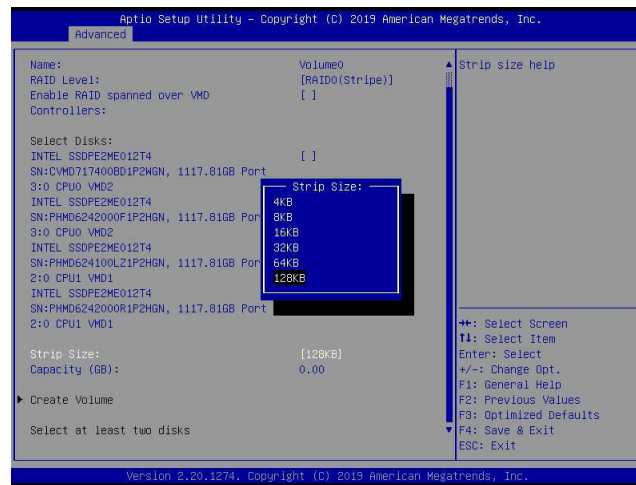 Aptio Setup Utility – Copyright (C) 2019 American Megatrends, Inc.
Advanced
Name: Volume0
RAID Level: [RAID0(Stripe)]
Enable RAID spanned over VMD [ ]
Controllers:
Select Disks:
INTEL SSDPE2ME012T4 [ ]
SN:CVMD717400BD1P2WGN, 1117.81GB Port
3:0 CPU0 VMD2
INTEL SSDPE2ME012T4
SN:PHMD6242000F1P2HGN, 1117.81GB Por
3:0 CPU0 VMD2
INTEL SSDPE2ME012T4
SN:PHMD624100LZ1P2HGN, 1117.81GB Por
2:0 CPU1 VMD1
INTEL SSDPE2ME012T4
SN:PHMD6242000R1P2HGN, 1117.81GB Port
2:0 CPU1 VMD1
Strip Size: [128KB]
Capacity (GB): 0.00
Create Volume
Select at least two disks
Strip Size:
4KB
8KB
16KB
32KB
64KB
128KB
Strip size help
→←: Select Screen
↑↓: Select Item
Enter: Select
+/-: Change Opt.
F1: General Help
F2: Previous Values
F3: Optimized Defaults
F4: Save & Exit
ESC: Exit
Version 2.20.1274. Copyright (C) 2019 American Megatrends, Inc.